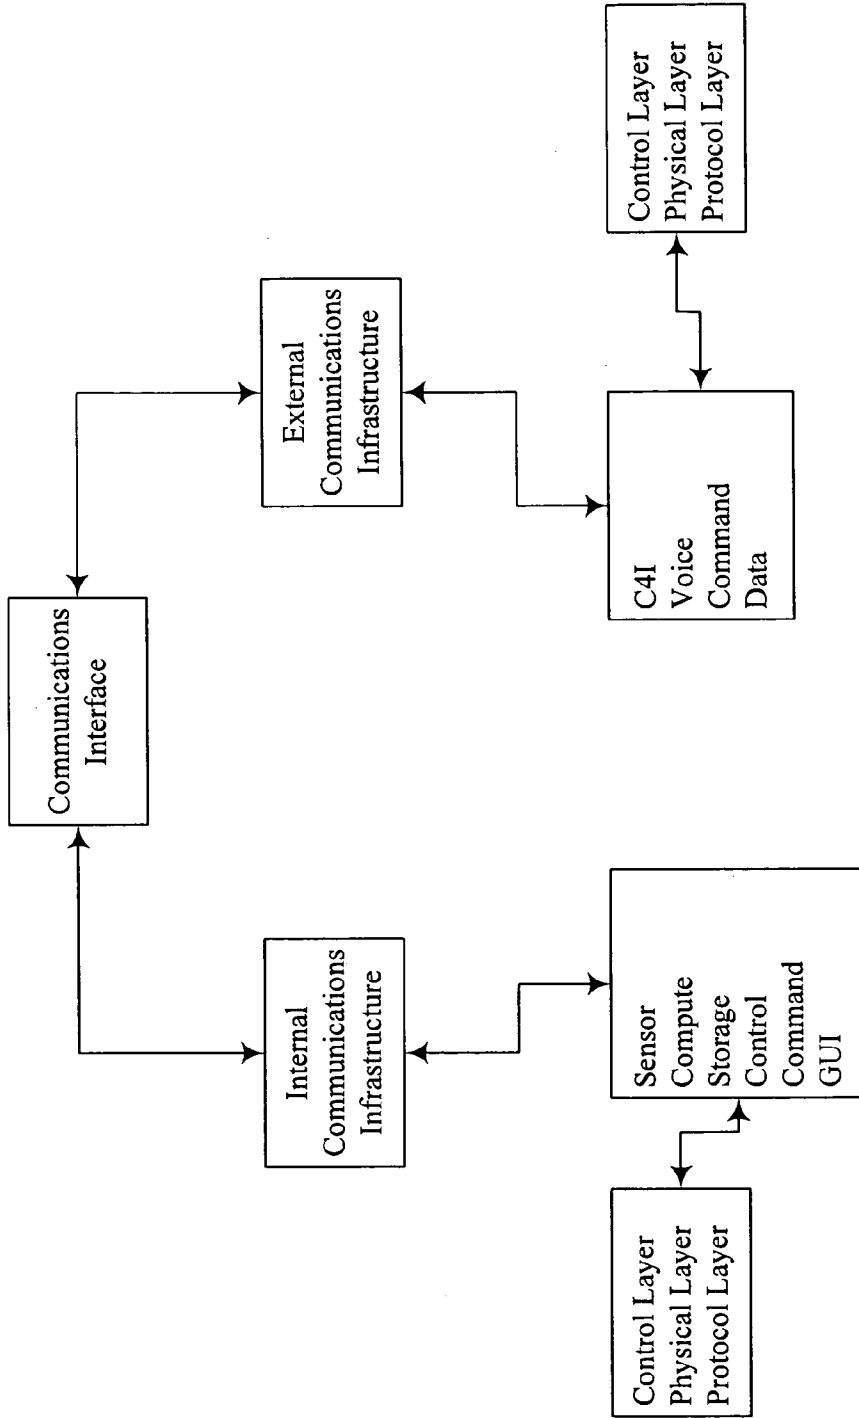 Communications
Interface
Internal
Communications
Infrastructure
External
Communications
Infrastructure
Control Layer
Physical Layer
Protocol Layer
Sensor
Compute
Storage
Control
Command
GUI
C4I
Voice
Command
Data
Control Layer
Physical Layer
Protocol Layer